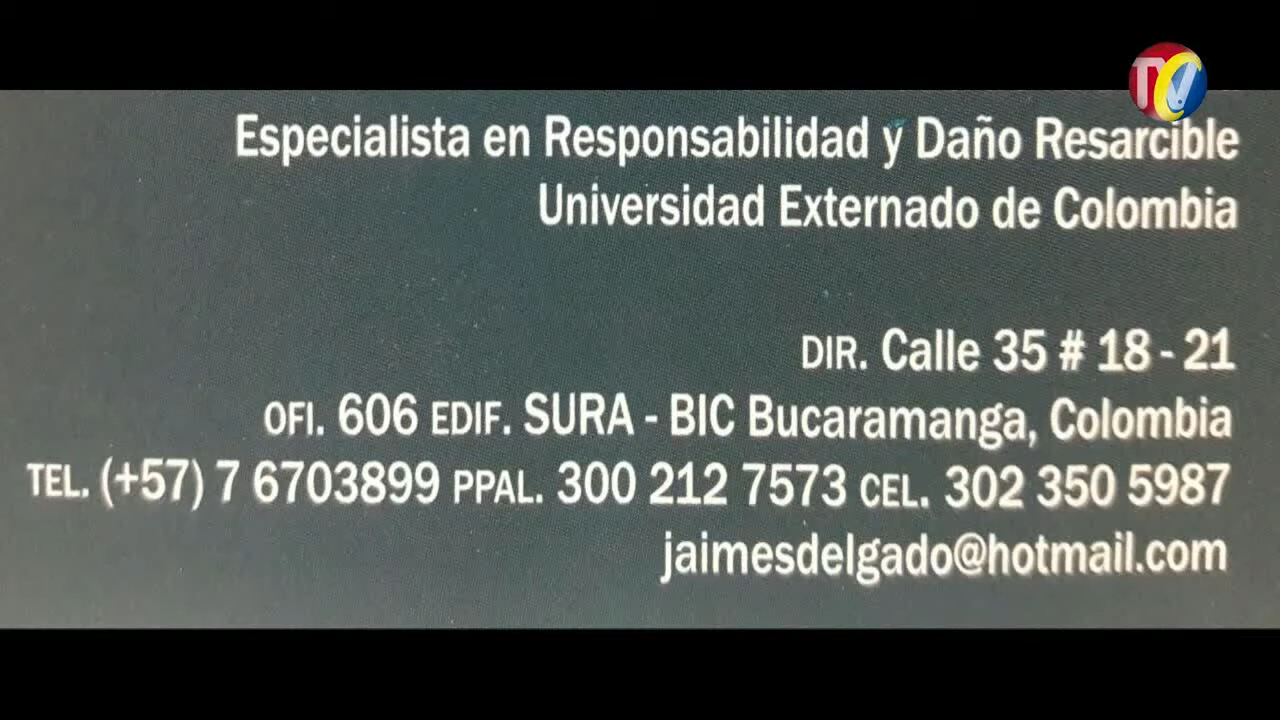 TVC
Especialista en Responsabilidad y Daño Resarcible
Universidad Externado de Colombia
DIR. Calle 35 # 18 - 21
OFI. 606 EDIF. SURA - BIC Bucaramanga, Colombia
TEL. (+57) 7 6703899 PPAL. 300 212 7573 CEL. 302 350 5987
jaimesdelgado@hotmail.com